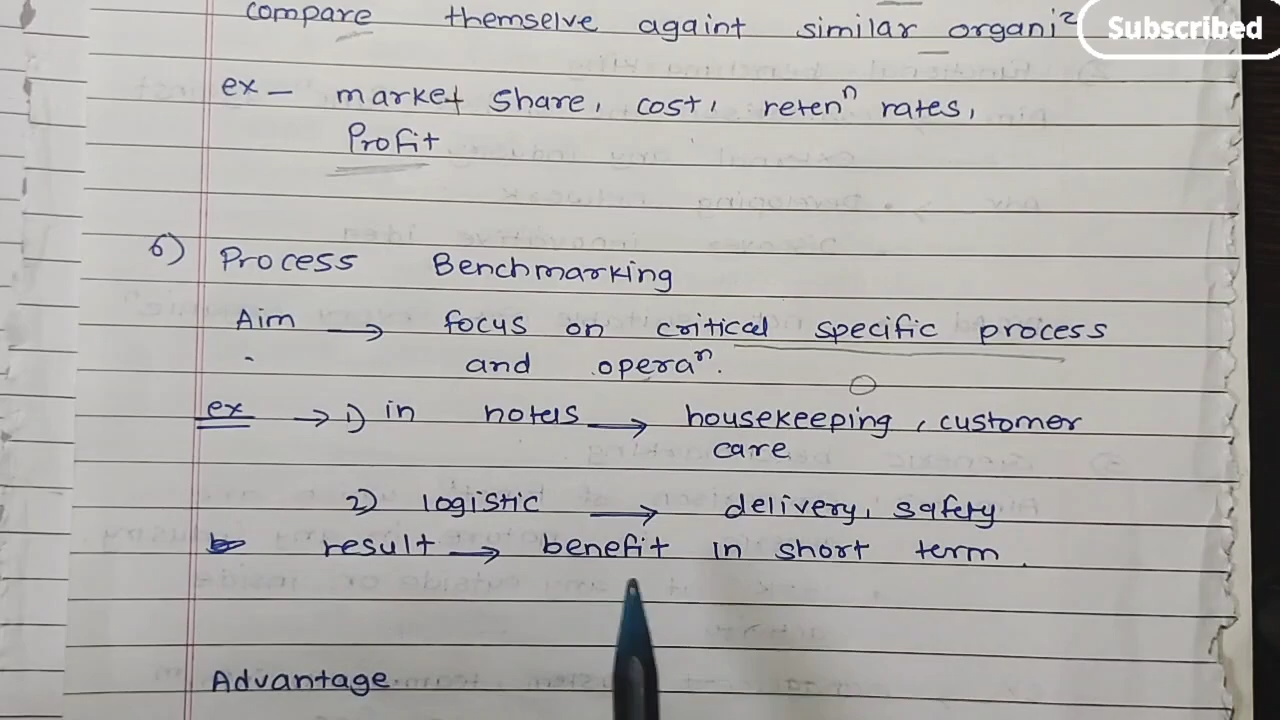 compare themselve againt similar organi²
Subscribed
ex – market share, cost, retenⁿ rates,
Profit
6) Process Benchmarking
Aim → focus on critical specific process
and operaⁿ.
ex → 1) in hotels → housekeeping, customer
care
2) logistic → delivery, safety
result → benefit in short term.
Advantage